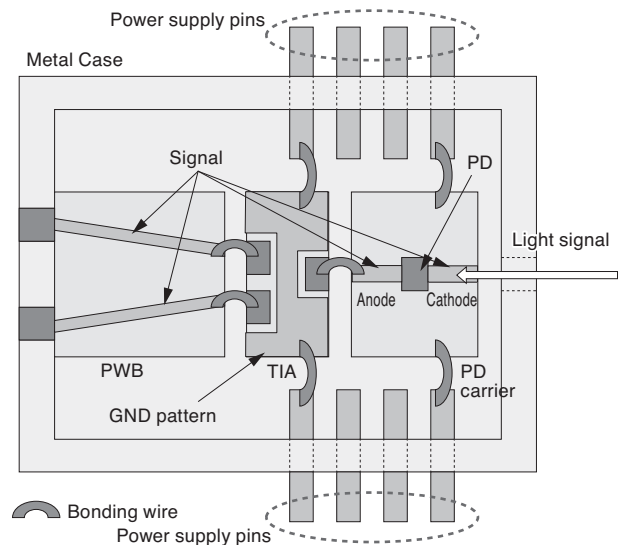 Power supply pins
Metal Case
Signal
PD
Light signal
Anode
Cathode
PWB
TIA
PD
carrier
GND pattern
Bonding wire
Power supply pins